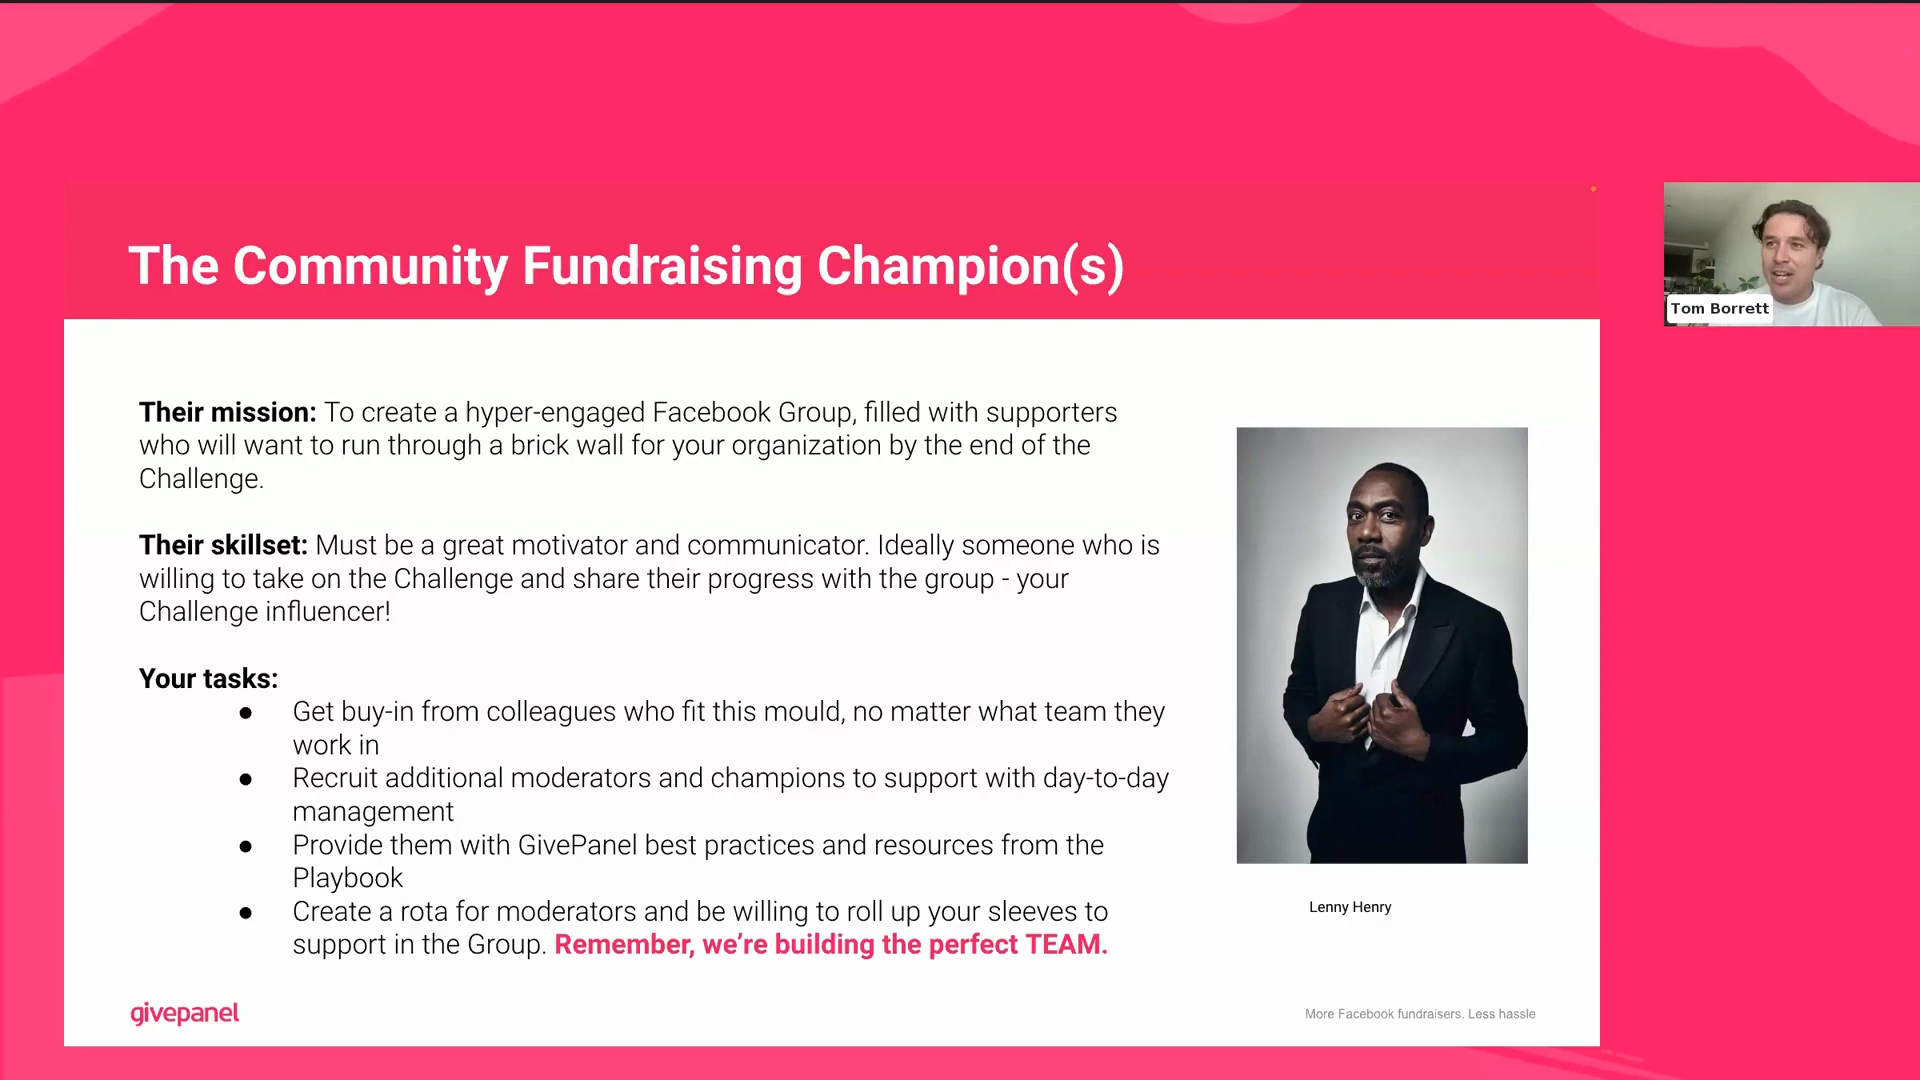 The Community Fundraising Champion(s)
Tom Borrett
Their mission: To create a hyper-engaged Facebook Group, filled with supporters
who will want to run through a brick wall for your organization by the end of the
Challenge.
Their skillset: Must be a great motivator and communicator. Ideally someone who is
willing to take on the Challenge and share their progress with the group - your
Challenge influencer!
Your tasks:
● Get buy-in from colleagues who fit this mould, no matter what team they
work in
● Recruit additional moderators and champions to support with day-to-day
management
● Provide them with GivePanel best practices and resources from the
Playbook
● Create a rota for moderators and be willing to roll up your sleeves to
support in the Group. Remember, we’re building the perfect TEAM.
Lenny Henry
givepanel
More Facebook fundraisers. Less hassle